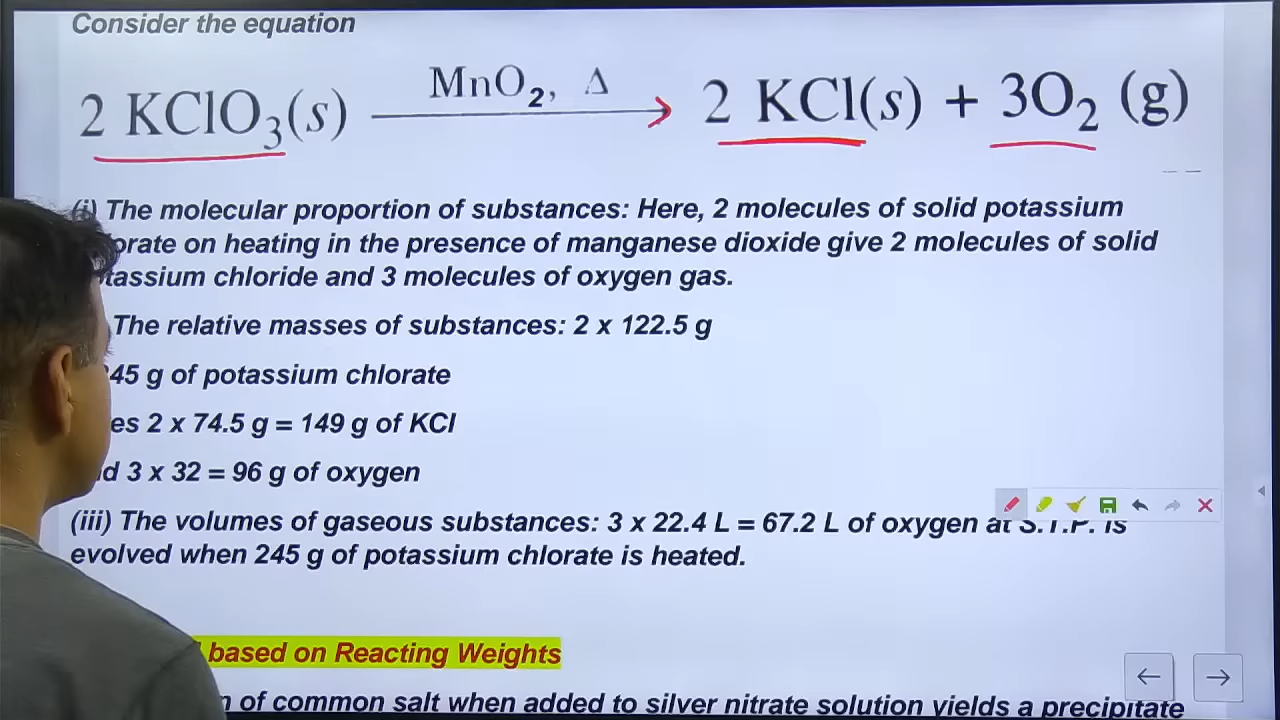 Consider the equation
2 KClO₃(s) MnO₂, Δ → 2 KCl(s) + 3O₂ (g)
(i) The molecular proportion of substances: Here, 2 molecules of solid potassium
orate on heating in the presence of manganese dioxide give 2 molecules of solid
tassium chloride and 3 molecules of oxygen gas.
The relative masses of substances: 2 x 122.5 g
45 g of potassium chlorate
es 2 x 74.5 g = 149 g of KCl
d 3 x 32 = 96 g of oxygen
(iii) The volumes of gaseous substances: 3 x 22.4 L = 67.2 L of oxygen at S.T.P. is
evolved when 245 g of potassium chlorate is heated.
based on Reacting Weights
n of common salt when added to silver nitrate solution yields a precipitate